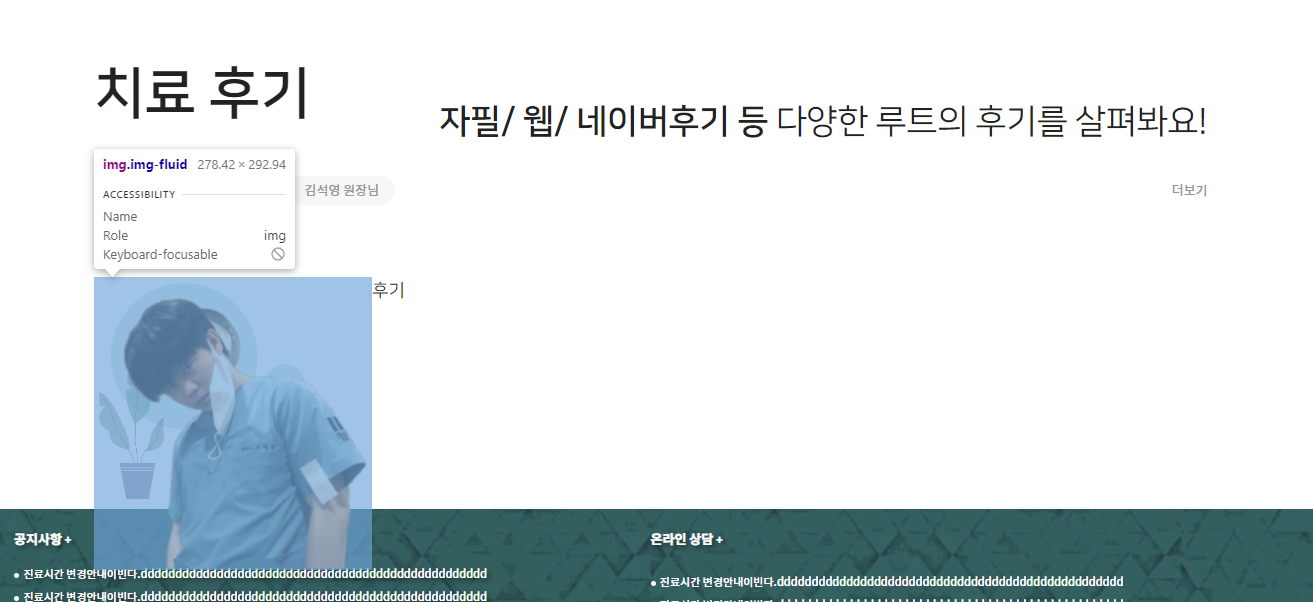 치료 후기
자필/ 웹/ 네이버후기 등 다양한 루트의 후기를 살펴봐요!
img.img-fluid 278.42 × 292.94
ACCESSIBILITY
Name
Role img
Keyboard-focusable
김석영 원장님
더보기
후기
공지사항 +
진료시간 변경안내이빈다.dddddddddddddddddddddddddddddddddddddddddddddddddd
진료시간 변경안내이빈다.dddddddddddddddddddddddddddddddddddddddddddddddddd
온라인 상담 +
진료시간 변경안내이빈다.dddddddddddddddddddddddddddddddddddddddddddddddddd